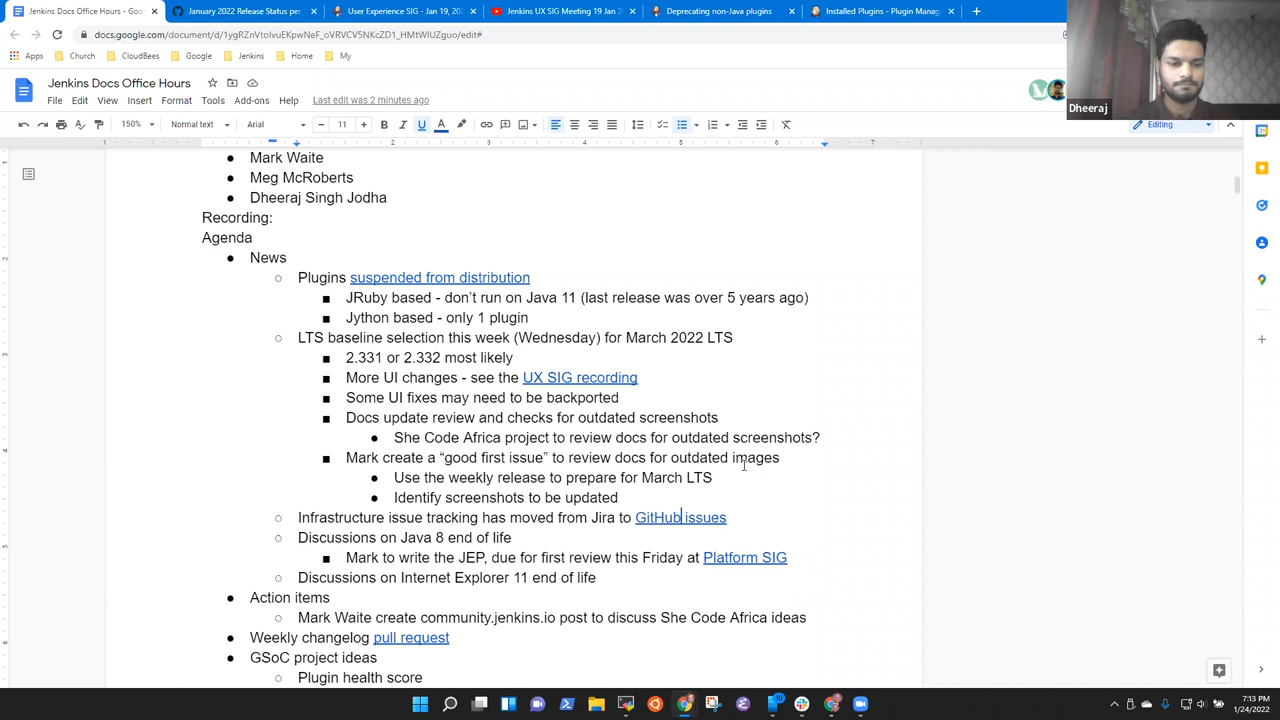 Jenkins Docs Office Hours - Goo
January 2022 Release Status per
User Experience SIG - Jan 19, 202
Jenkins UX SIG Meeting 19 Jan 2
Deprecating non-Java plugins
Installed Plugins - Plugin Manag
docs.google.com/document/d/
Apps
Church
CloudBees
Google
Jenkins
Home
My
Jenkins Docs Office Hours
File Edit View Insert Format Tools Add-ons Help Last edit was 2 minutes ago
150% Normal text Arial 11 Editing
Dheeraj
1 2 3 4 5 6 7
Mark Waite
Meg McRoberts
Dheeraj Singh Jodha
Recording:
Agenda
News
Plugins suspended from distribution
JRuby based - don't run on Java 11 (last release was over 5 years ago)
Jython based - only 1 plugin
LTS baseline selection this week (Wednesday) for March 2022 LTS
2.331 or 2.332 most likely
More UI changes - see the UX SIG recording
Some UI fixes may need to be backported
Docs update review and checks for outdated screenshots
She Code Africa project to review docs for outdated screenshots?
Mark create a “good first issue” to review docs for outdated images
Use the weekly release to prepare for March LTS
Identify screenshots to be updated
Infrastructure issue tracking has moved from Jira to GitHub issues
Discussions on Java 8 end of life
Mark to write the JEP, due for first review this Friday at Platform SIG
Discussions on Internet Explorer 11 end of life
Action items
Mark Waite create community.jenkins.io post to discuss She Code Africa ideas
Weekly changelog pull request
GSoC project ideas
Plugin health score
7:13 PM
1/24/2022